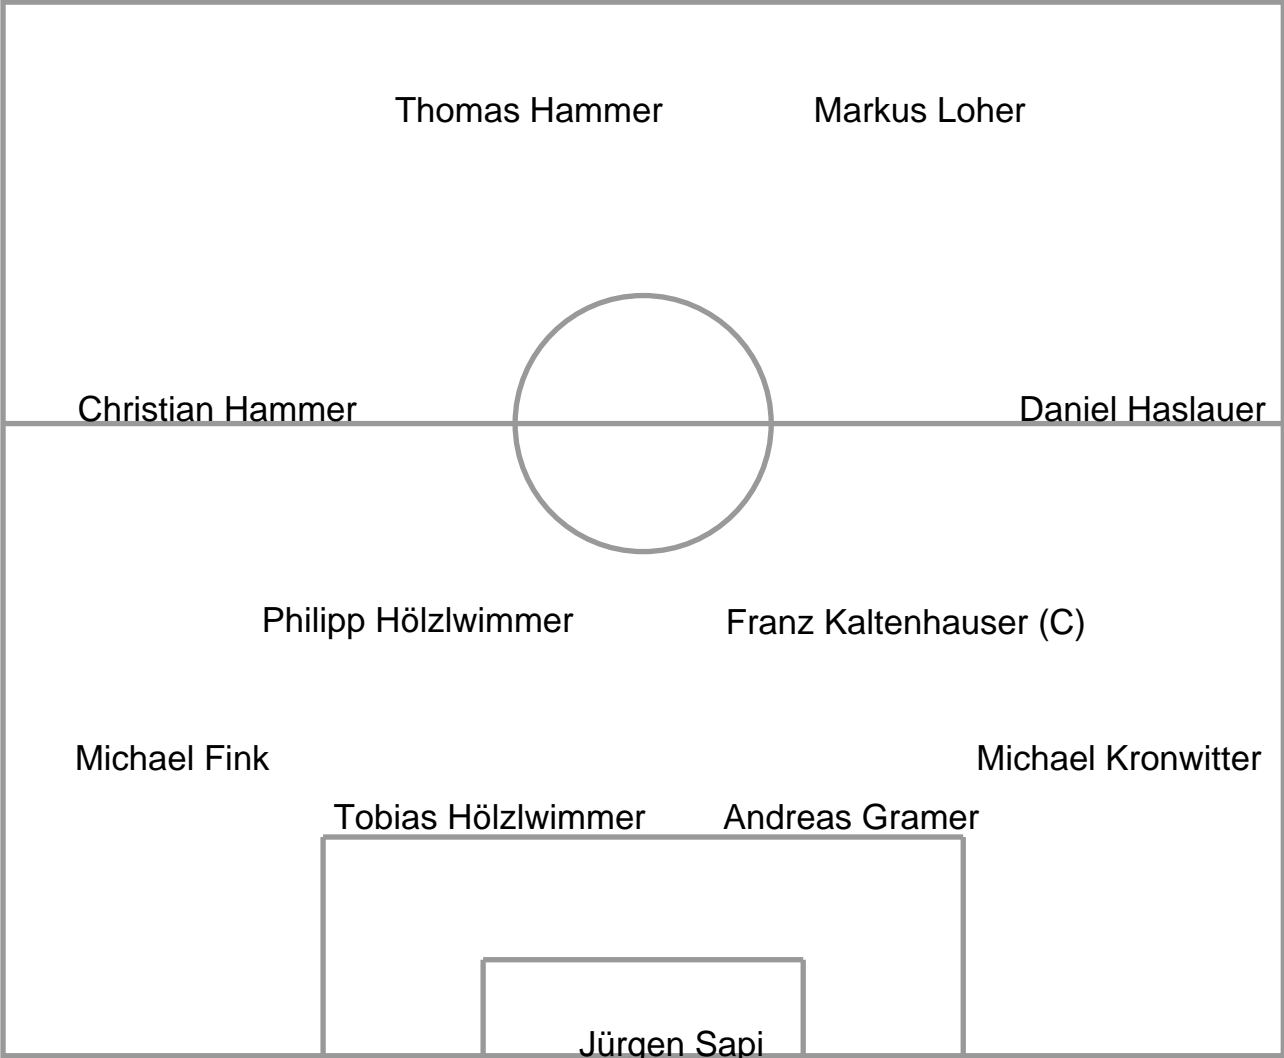 Thomas Hammer
Markus Loher
Christian Hammer
Daniel Haslauer
Philipp Hölzlwimmer
Franz Kaltenhauser (C)
Michael Fink
Michael Kronwitter
Tobias Hölzlwimmer
Andreas Gramer
Jürgen Sapi